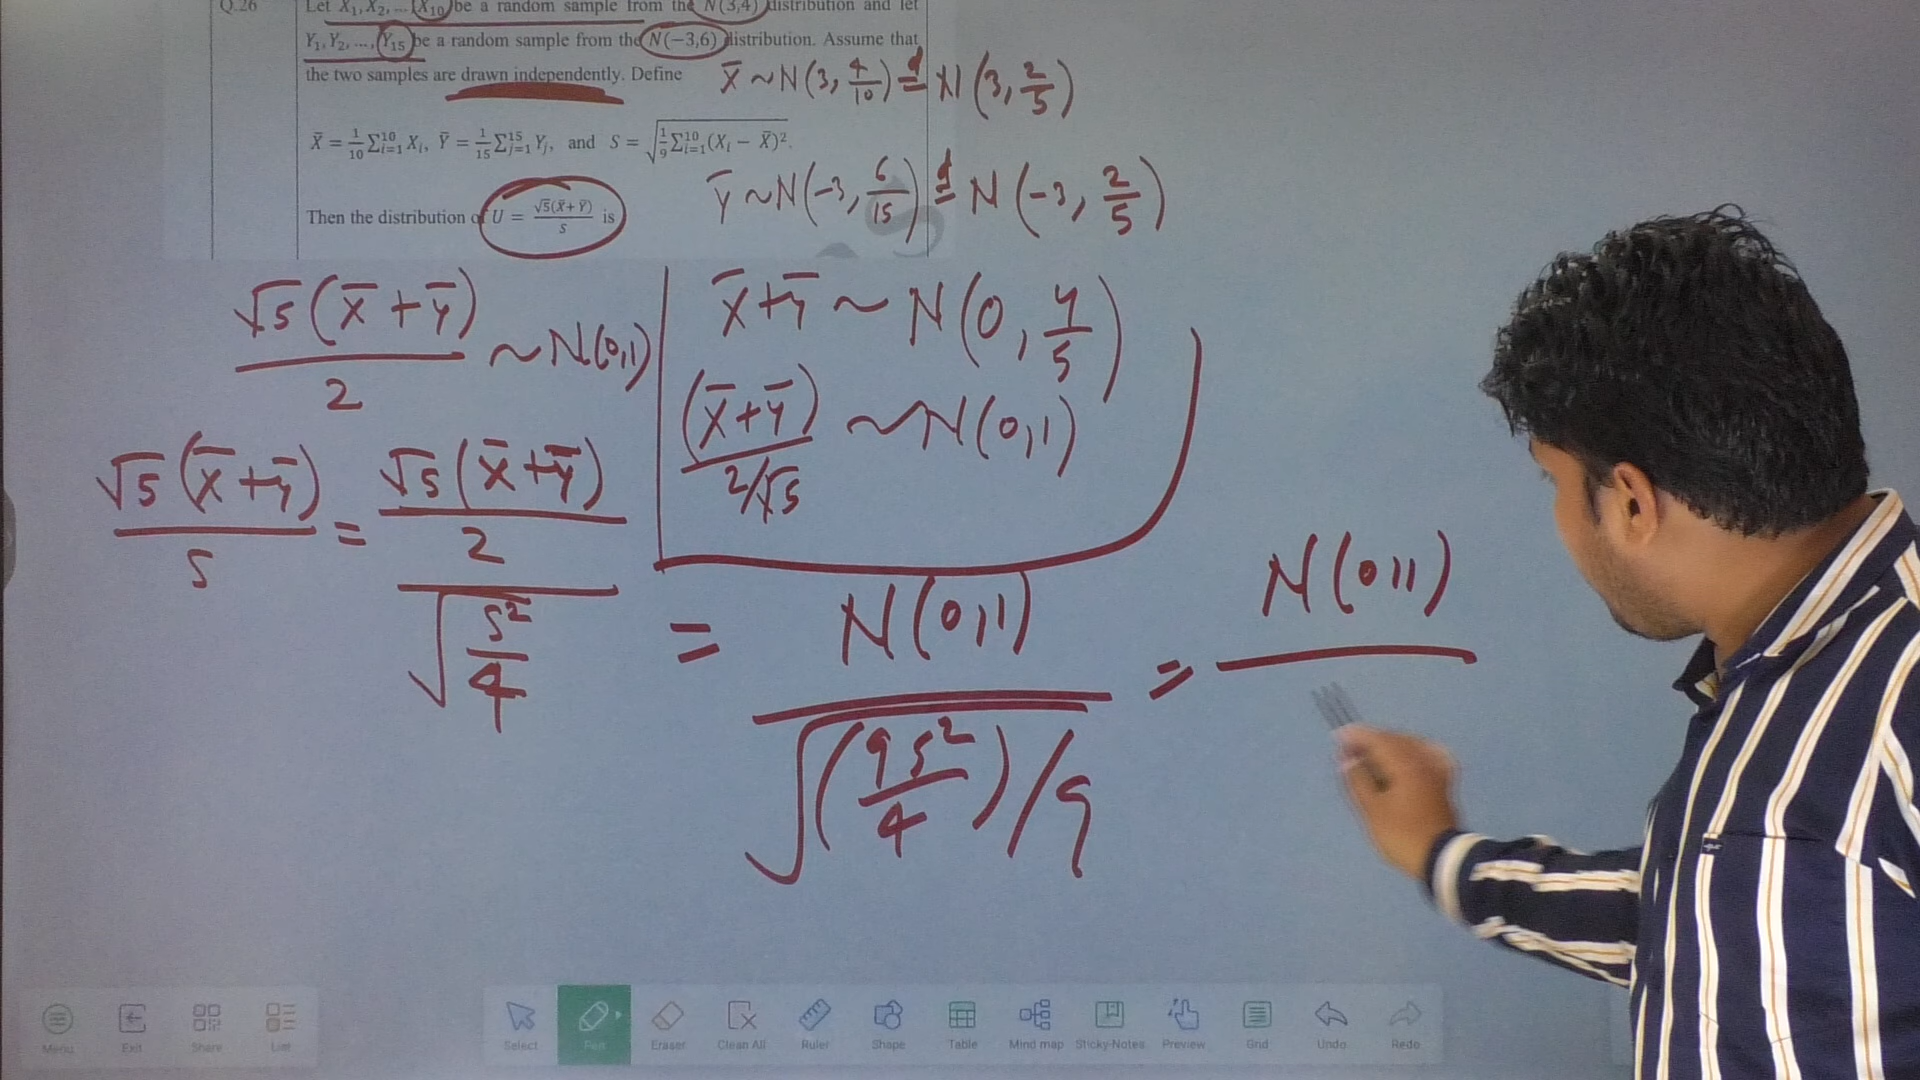 Q.26
Let X₁, X₂, ... X₁₀ be a random sample from the N(3,4) distribution and let
Y₁, Y₂, ..., Y₁₅ be a random sample from the N(−3,6) distribution. Assume that
the two samples are drawn independently. Define
X̄ = 1/10 Σ¹⁰ᵢ₌₁ Xᵢ, Ȳ = 1/15 Σ¹⁵ⱼ₌₁ Yⱼ, and S = √(1/9 Σ¹⁰ᵢ₌₁(Xᵢ − X̄)²).
Then the distribution of U = √5(X̄+Ȳ)/S is
X̄ ~ N(3, 4/10) =ᵈ N(3, 2/5)
Ȳ ~ N(−3, 6/15) =ᵈ N(−3, 2/5)
√5(X̄+Ȳ)/2 ~ N(0,1)
X̄+Ȳ ~ N(0, 4/5)
(X̄+Ȳ)/(2/√5) ~ N(0,1)
√5(X̄+Ȳ)/S = (√5(X̄+Ȳ)/2)/√(S²/4) = N(0,1)/√((9S²/4)/9) = N(0,1)
Menu Exit Share List Select Pen Eraser Clean All Ruler Shape Table Mind map Sticky-Notes Preview Grid Undo Redo